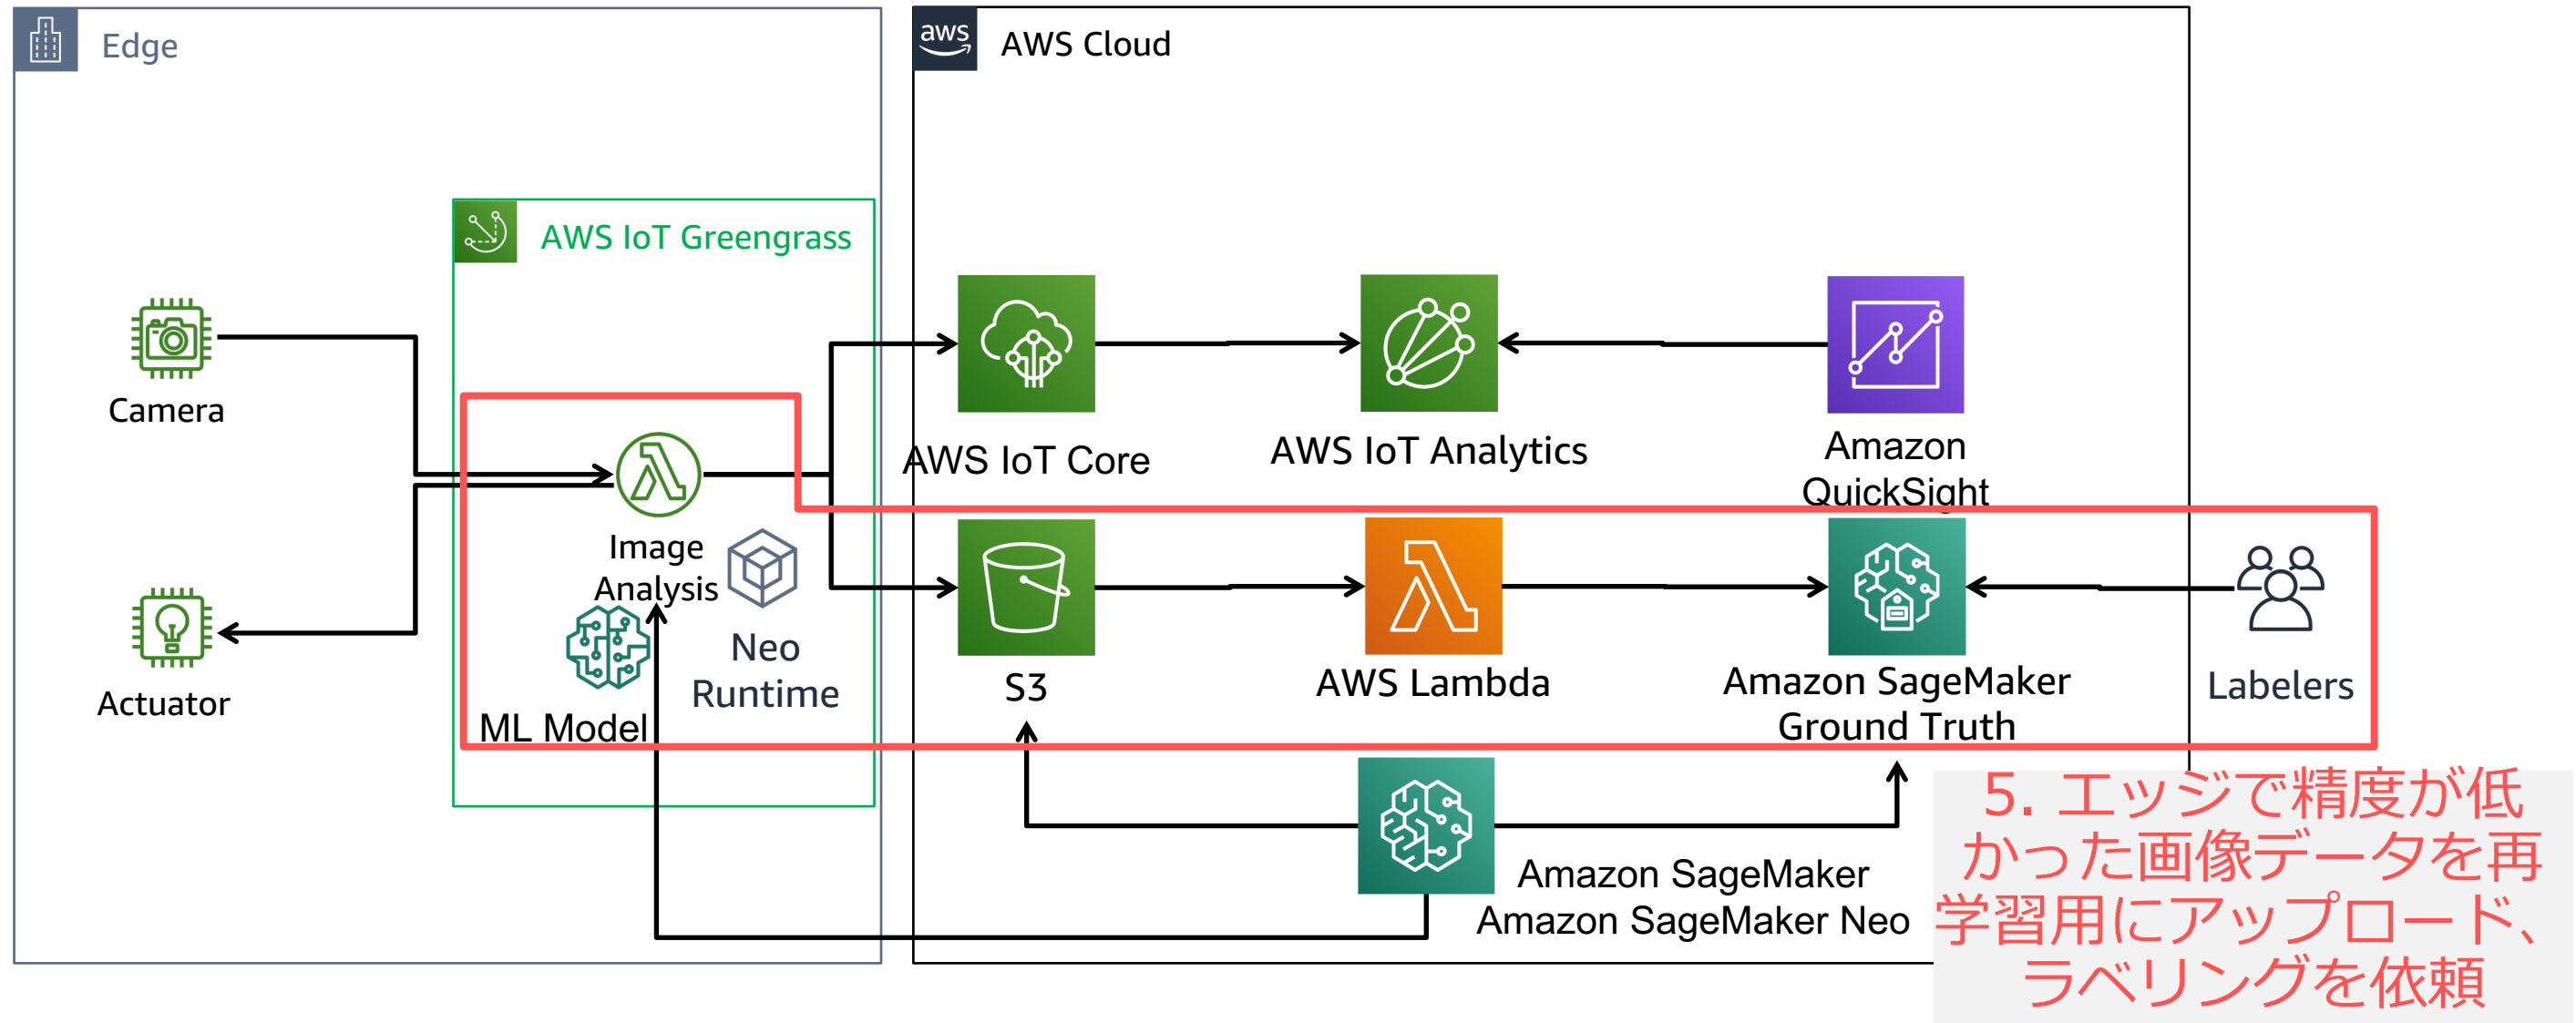 Edge
aws
AWS Cloud
AWS IoT Greengrass
Camera
AWS IoT Core
AWS IoT Analytics
Amazon
QuickSight
Image
Analysis
Neo
Runtime
ML Model
Actuator
S3
AWS Lambda
Amazon SageMaker
Ground Truth
Labelers
Amazon SageMaker
Amazon SageMaker Neo
5. エッジで精度が低
かった画像データを再
学習用にアップロード、
ラベリングを依頼